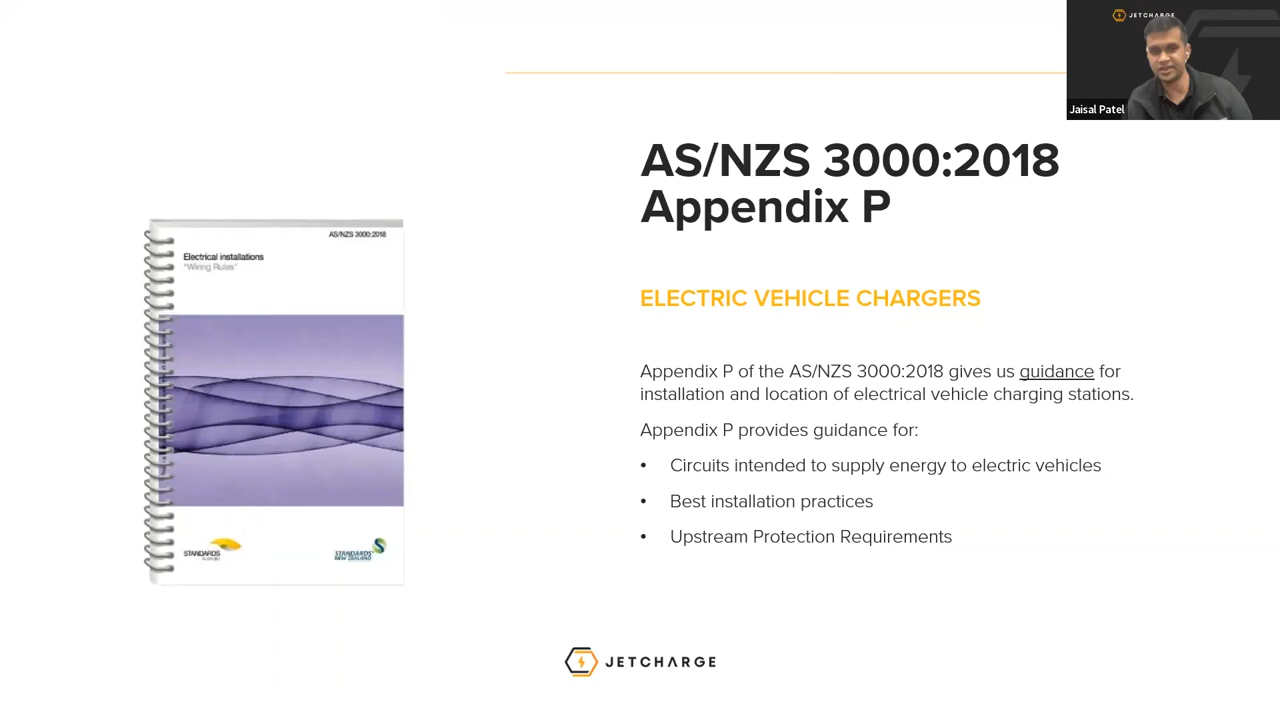 JETCHARGE
Jaisal Patel
AS/NZS 3000:2018
Appendix P
AS/NZS 3000:2018
Electrical installations
"Wiring Rules"
STANDARDS
Australia
STANDARDS
NEW ZEALAND
ELECTRIC VEHICLE CHARGERS
Appendix P of the AS/NZS 3000:2018 gives us guidance for
installation and location of electrical vehicle charging stations.
Appendix P provides guidance for:
• Circuits intended to supply energy to electric vehicles
• Best installation practices
• Upstream Protection Requirements
JETCHARGE